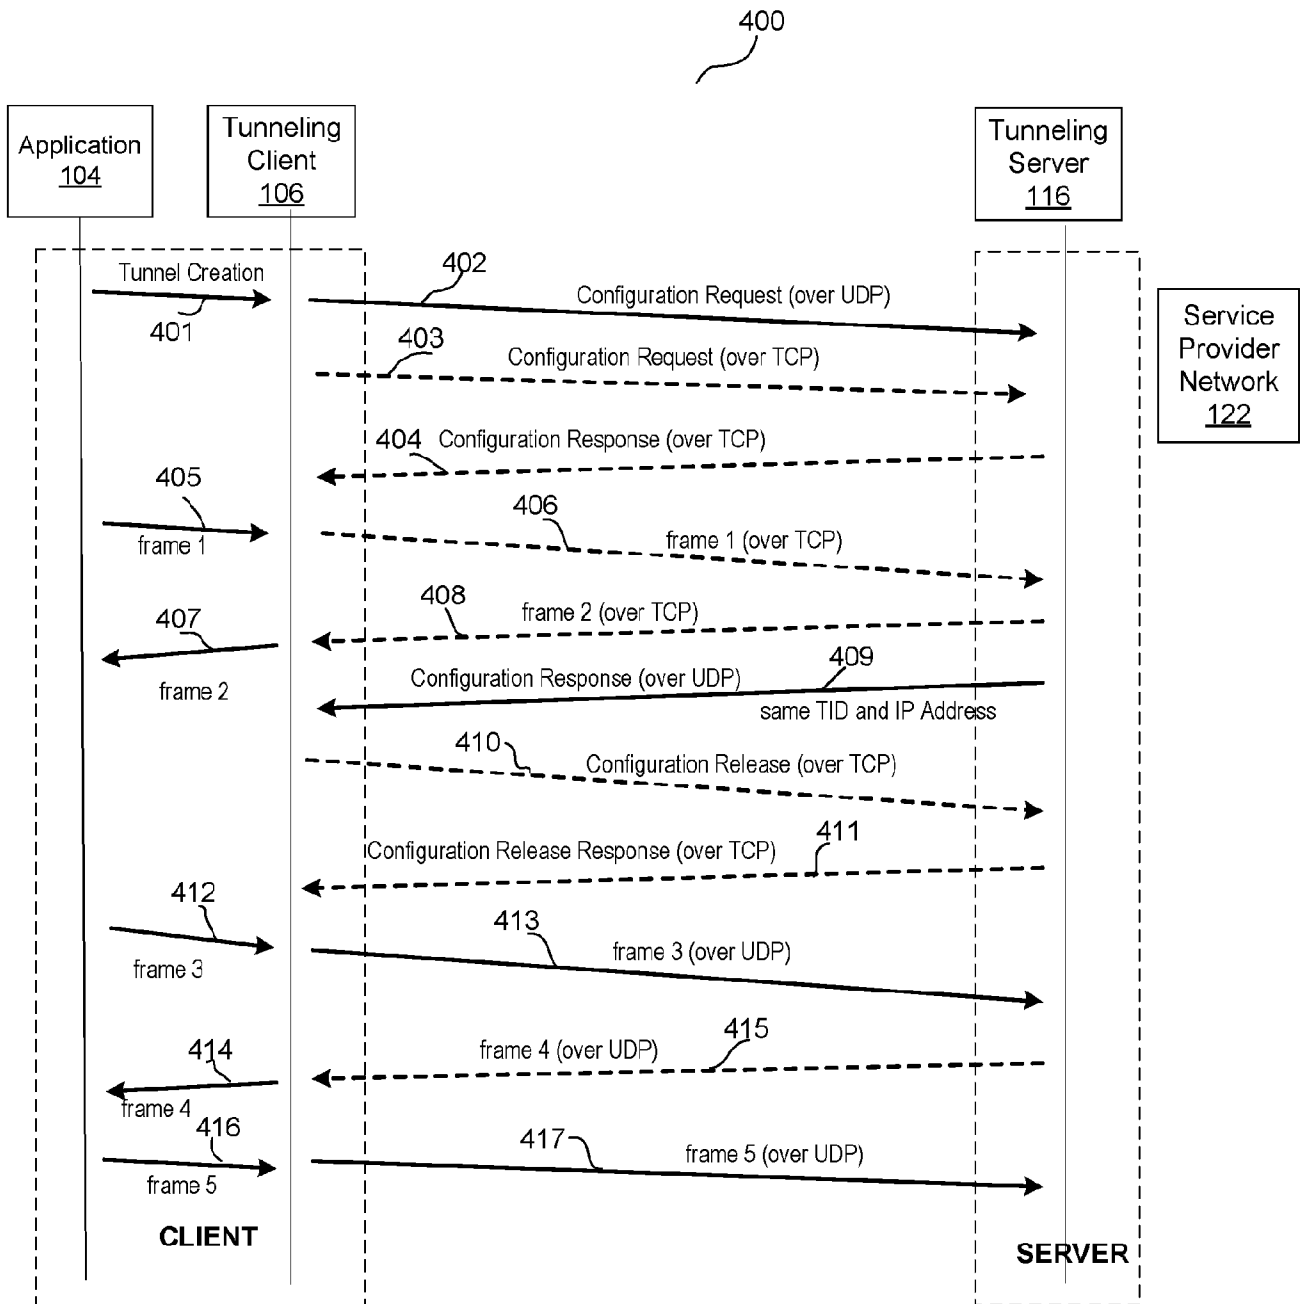 400
Application
104
Tunneling
Client
106
Tunneling
Server
116
Tunnel Creation
401
402
Configuration Request (over UDP)
403
Configuration Request (over TCP)
Service
Provider
Network
122
404
Configuration Response (over TCP)
405
frame 1
406
frame 1 (over TCP)
407
frame 2
408
frame 2 (over TCP)
409
Configuration Response (over UDP)
same TID and IP Address
410
Configuration Release (over TCP)
411
Configuration Release Response (over TCP)
412
frame 3
413
frame 3 (over UDP)
414
frame 4
415
frame 4 (over UDP)
416
frame 5
417
frame 5 (over UDP)
CLIENT
SERVER